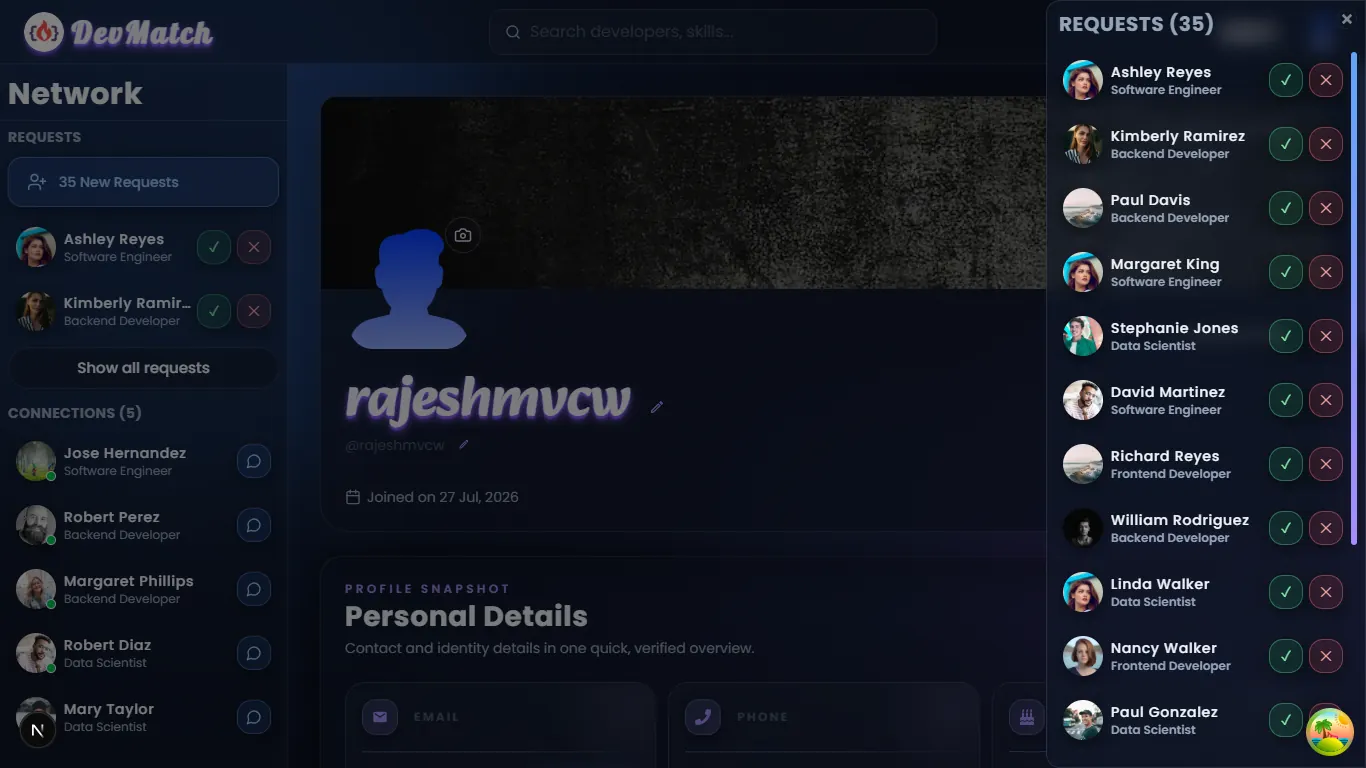 DevMatch
Search developers, skills...
Network
REQUESTS
35 New Requests
Ashley Reyes
Software Engineer
Kimberly Ramir...
Backend Developer
Show all requests
CONNECTIONS (5)
Jose Hernandez
Software Engineer
Robert Perez
Backend Developer
Margaret Phillips
Backend Developer
Robert Diaz
Data Scientist
Mary Taylor
Data Scientist
N
rajeshmvcw
@rajeshmvcw
Joined on 27 Jul, 2026
PROFILE SNAPSHOT
Personal Details
Contact and identity details in one quick, verified overview.
EMAIL
PHONE
REQUESTS (35)
Ashley Reyes
Software Engineer
Kimberly Ramirez
Backend Developer
Paul Davis
Backend Developer
Margaret King
Software Engineer
Stephanie Jones
Data Scientist
David Martinez
Software Engineer
Richard Reyes
Frontend Developer
William Rodriguez
Backend Developer
Linda Walker
Data Scientist
Nancy Walker
Frontend Developer
Paul Gonzalez
Data Scientist